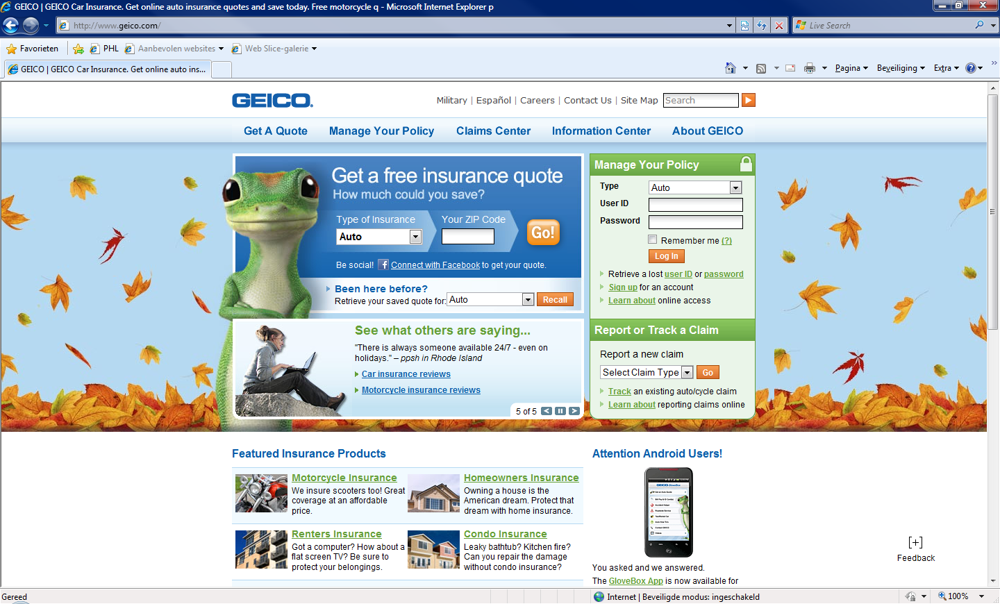 GEICO | GEICO Car Insurance. Get online auto insurance quotes and save today. Free motorcycle q - Microsoft Internet Explorer p
http://www.geico.com/
Live Search
Favorieten
PHL
Aanbevolen websites
Web Slice-galerie
GEICO | GEICO Car Insurance. Get online auto ins...
Pagina
Beveiliging
Extra
GEICO.
Military | Español | Careers | Contact Us | Site Map
Search
Get A Quote
Manage Your Policy
Claims Center
Information Center
About GEICO
Get a free insurance quote
How much could you save?
Type of Insurance
Your ZIP Code
Auto
Go!
Be social! Connect with Facebook to get your quote.
Been here before?
Retrieve your saved quote for: Auto
Recall
See what others are saying...
"There is always someone available 24/7 - even on
holidays." – ppsh in Rhode Island
Car insurance reviews
Motorcycle insurance reviews
5 of 5
Manage Your Policy
Type
Auto
User ID
Password
Remember me (?)
Log In
Retrieve a lost user ID or password
Sign up for an account
Learn about online access
Report or Track a Claim
Report a new claim
Select Claim Type
Go
Track an existing auto/cycle claim
Learn about reporting claims online
Featured Insurance Products
Motorcycle Insurance
We insure scooters too! Great
coverage at an affordable
price.
Homeowners Insurance
Owning a house is the
American dream. Protect that
dream with home insurance.
Renters Insurance
Got a computer? How about a
flat screen TV? Be sure to
protect your belongings.
Condo Insurance
Leaky bathtub? Kitchen fire?
Can you repair the damage
without condo insurance?
Attention Android Users!
You asked and we answered.
The GloveBox App is now available for
[+]
Feedback
Gereed
Internet | Beveiligde modus: ingeschakeld
100%